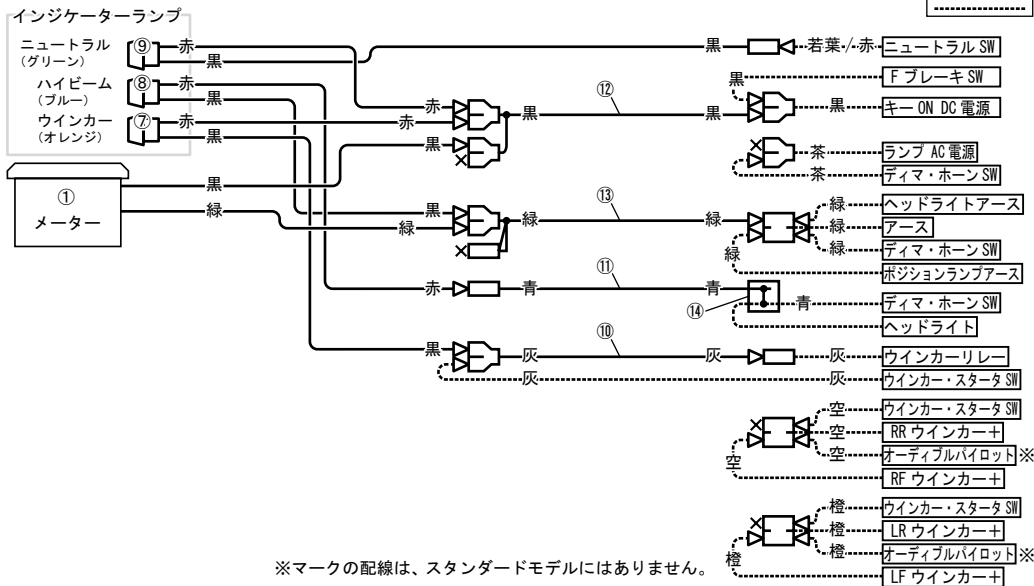 インジケーターランプ
ニュートラル
(グリーン)
⑨
赤
黒
ハイビーム
(ブルー)
⑧
赤
黒
ウインカー
(オレンジ)
⑦
赤
黒
①
メーター
黒
緑
黒
若葉/赤
ニュートラル SW
黒
F ブレーキ SW
赤
赤
黒
⑫
黒
黒
キー ON DC 電源
黒
×
×
茶
ランプ AC 電源
茶
ディマ・ホーン SW
黒
緑
×
緑
⑬
緑
緑
緑
ヘッドライトアース
緑
アース
緑
ディマ・ホーン SW
ポジションランプアース
赤
青
⑪
青
⑭
青
ディマ・ホーン SW
ヘッドライト
黒
灰
⑩
灰
灰
ウインカーリレー
灰
灰
ウインカー・スタータ SW
×
空
空
ウインカー・スタータ SW
空
RR ウインカー+
空
オーディブルパイロット※
RF ウインカー+
×
橙
橙
ウインカー・スタータ SW
橙
LR ウインカー+
橙
オーディブルパイロット※
LF ウインカー+
※マークの配線は、スタンダードモデルにはありません。